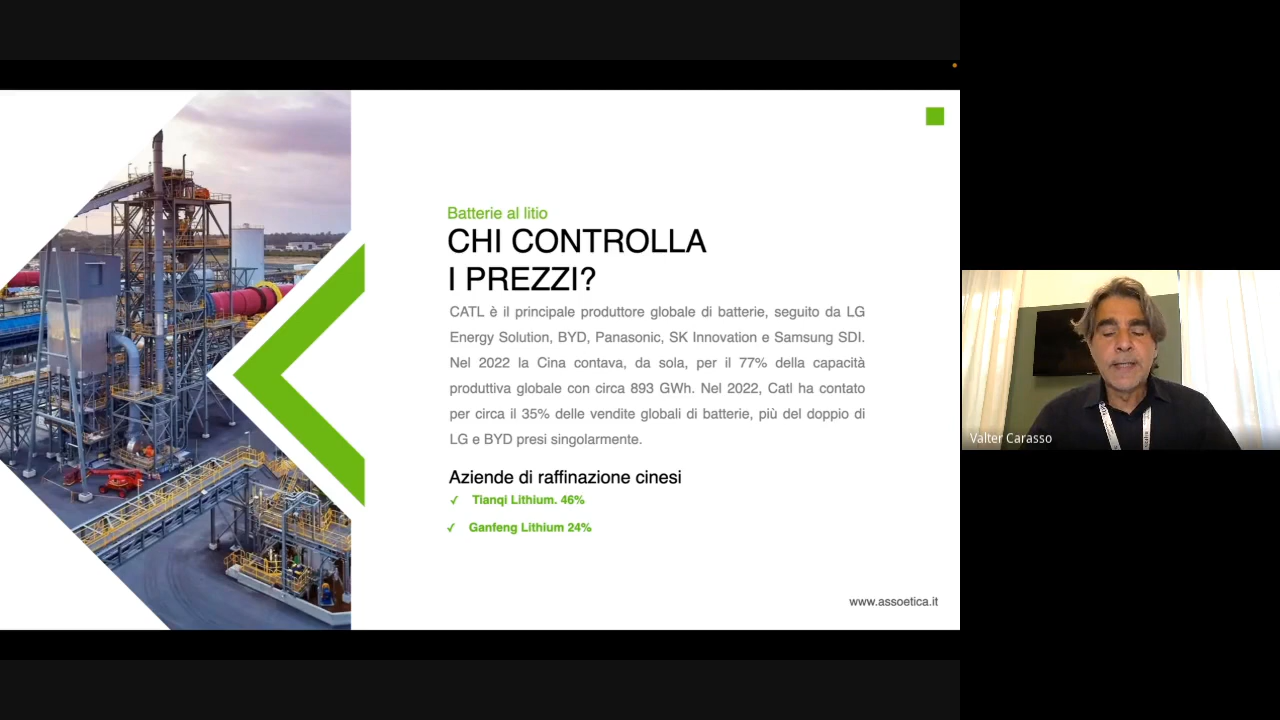 Batterie al litio
CHI CONTROLLA
I PREZZI?
CATL è il principale produttore globale di batterie, seguito da LG
Energy Solution, BYD, Panasonic, SK Innovation e Samsung SDI.
Nel 2022 la Cina contava, da sola, per il 77% della capacità
produttiva globale con circa 893 GWh. Nel 2022, Catl ha contato
per circa il 35% delle vendite globali di batterie, più del doppio di
LG e BYD presi singolarmente.
Aziende di raffinazione cinesi
✓ Tianqi Lithium. 46%
✓ Ganfeng Lithium 24%
www.assoetica.it
Valter Carasso